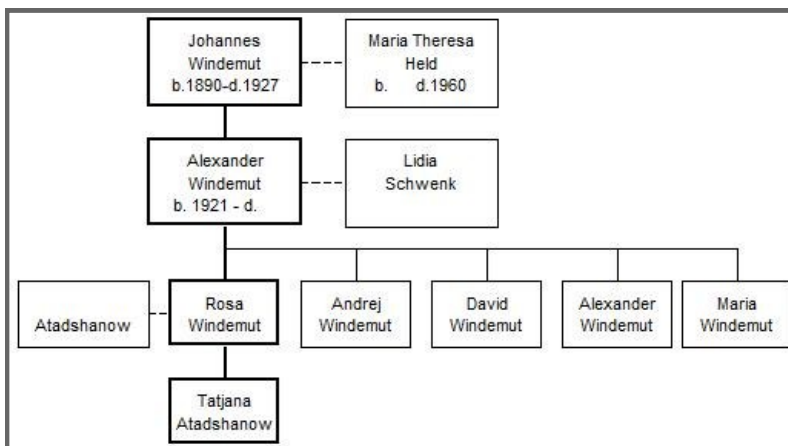 Johannes
Windemut
b.1890-d.1927
Maria Theresa
Held
b. d.1960
Alexander
Windemut
b. 1921 - d.
Lidia
Schwenk
Atadshanow
Rosa
Windemut
Andrej
Windemut
David
Windemut
Alexander
Windemut
Maria
Windemut
Tatjana
Atadshanow